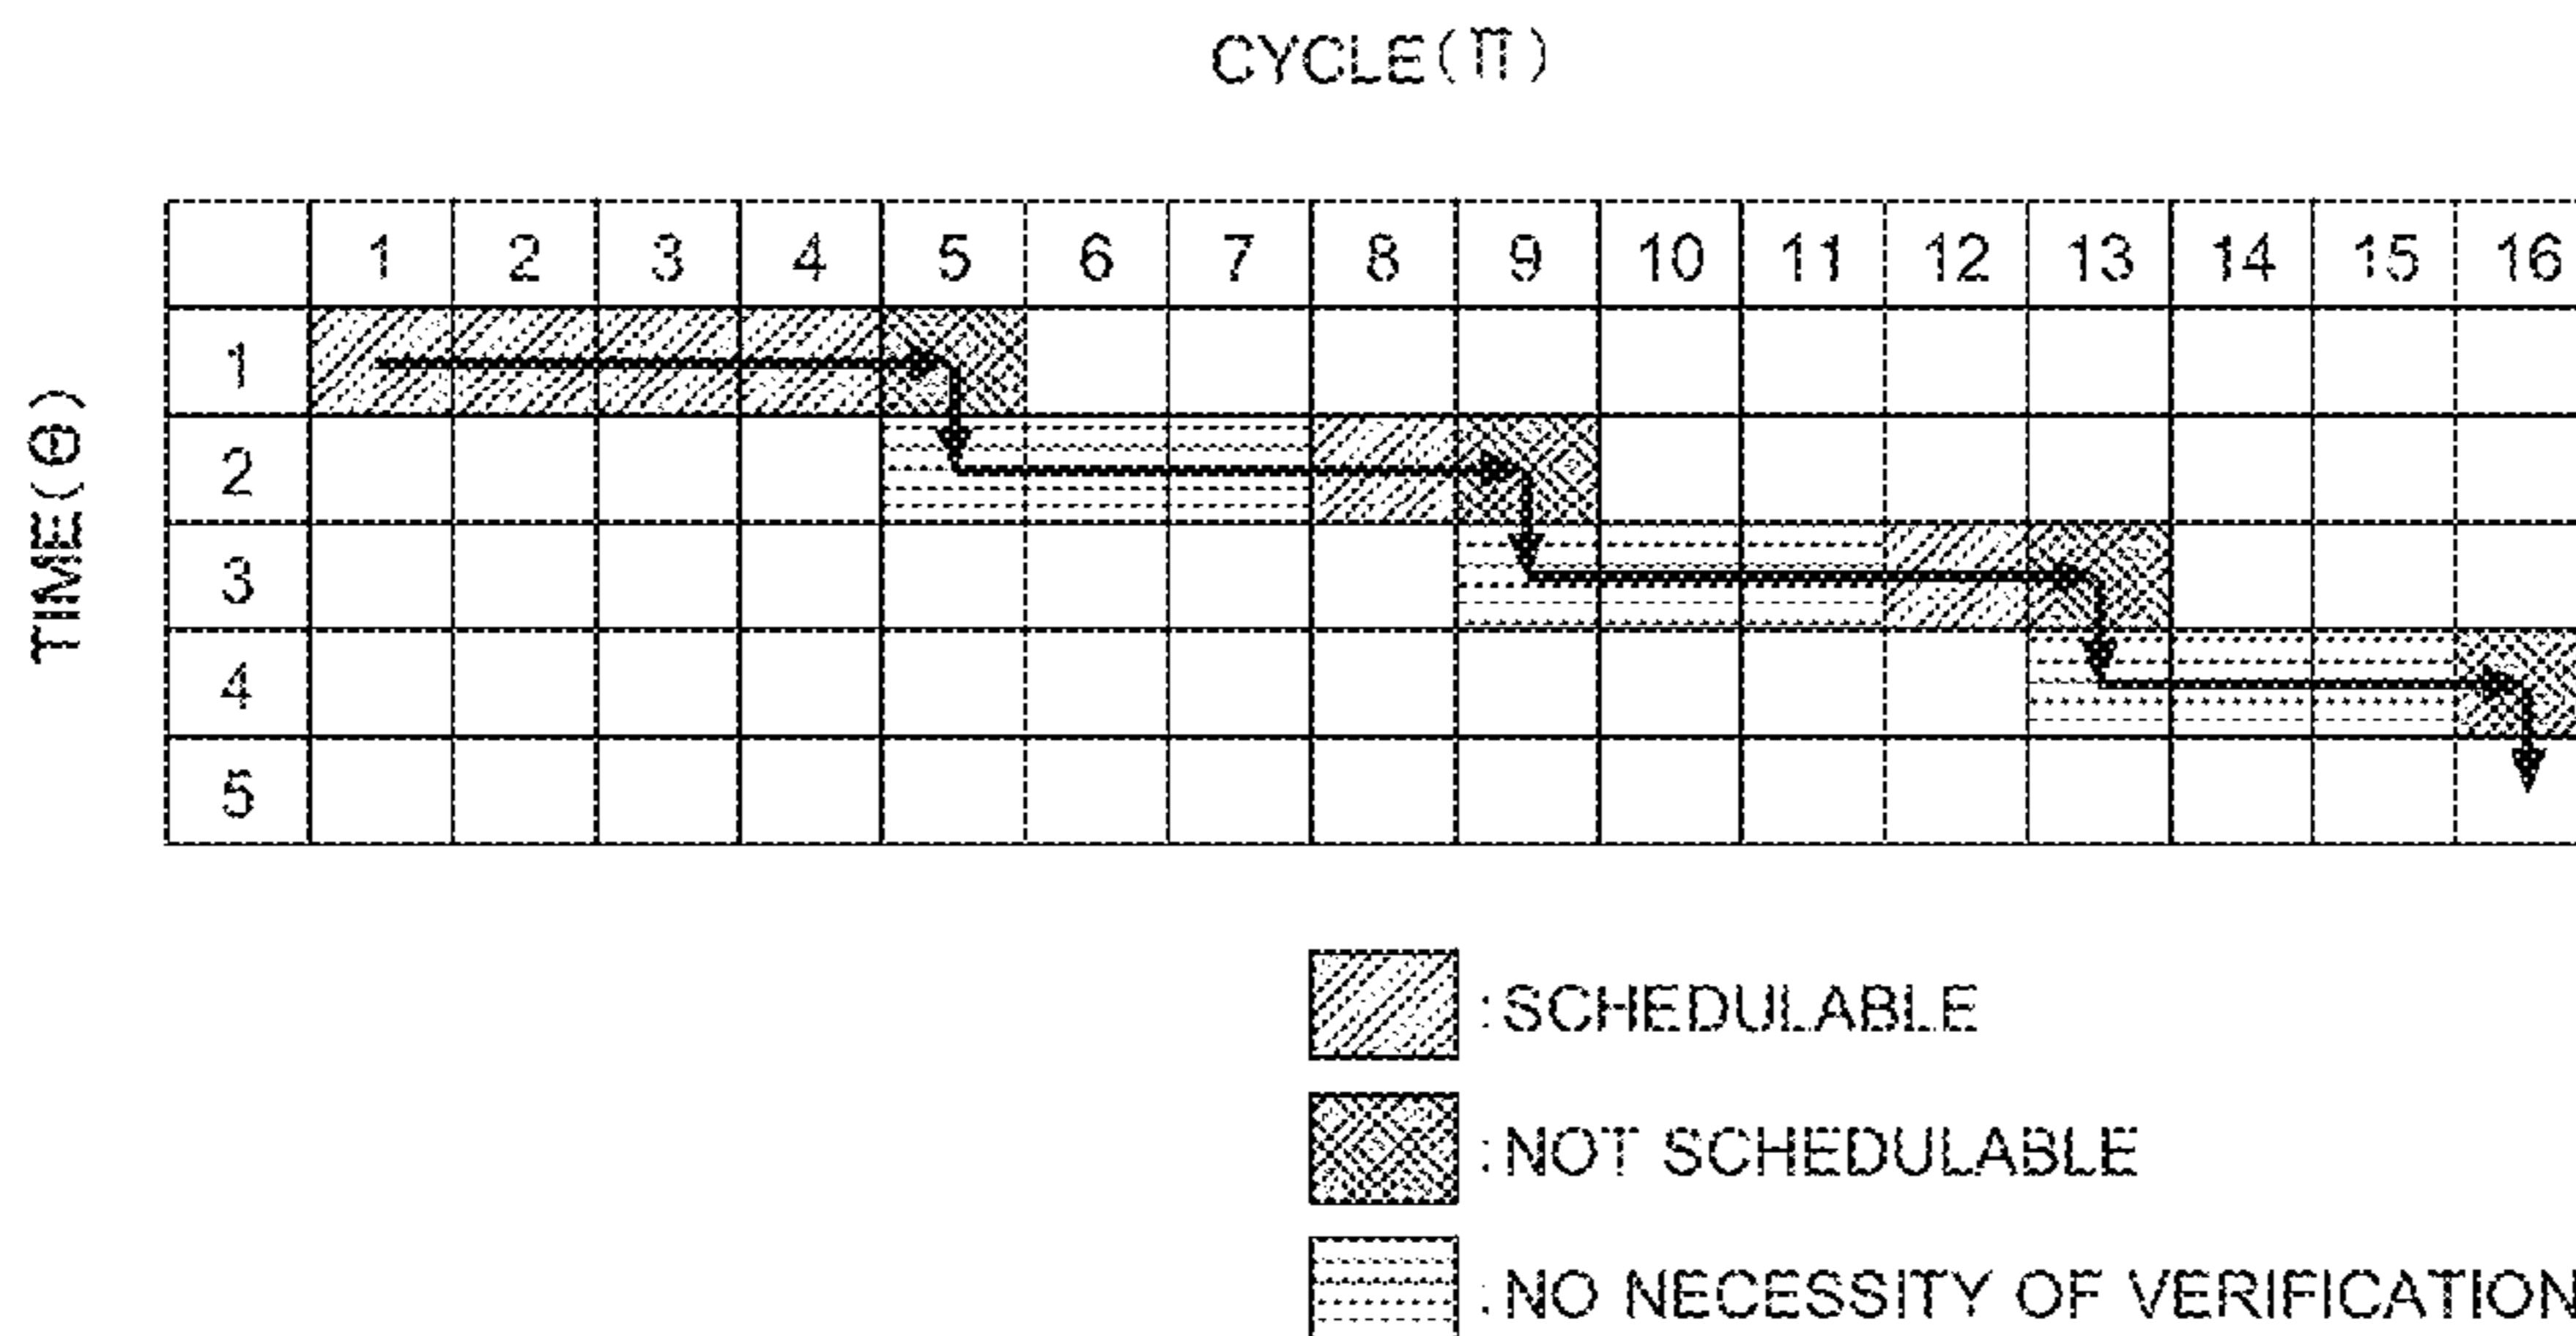 CYCLE(Π)
1 2 3 4 5 6 7 8 9 10 11 12 13 14 15 16
TIME(Θ)
1
2
3
4
5
:SCHEDULABLE
:NOT SCHEDULABLE
:NO NECESSITY OF VERIFICATION